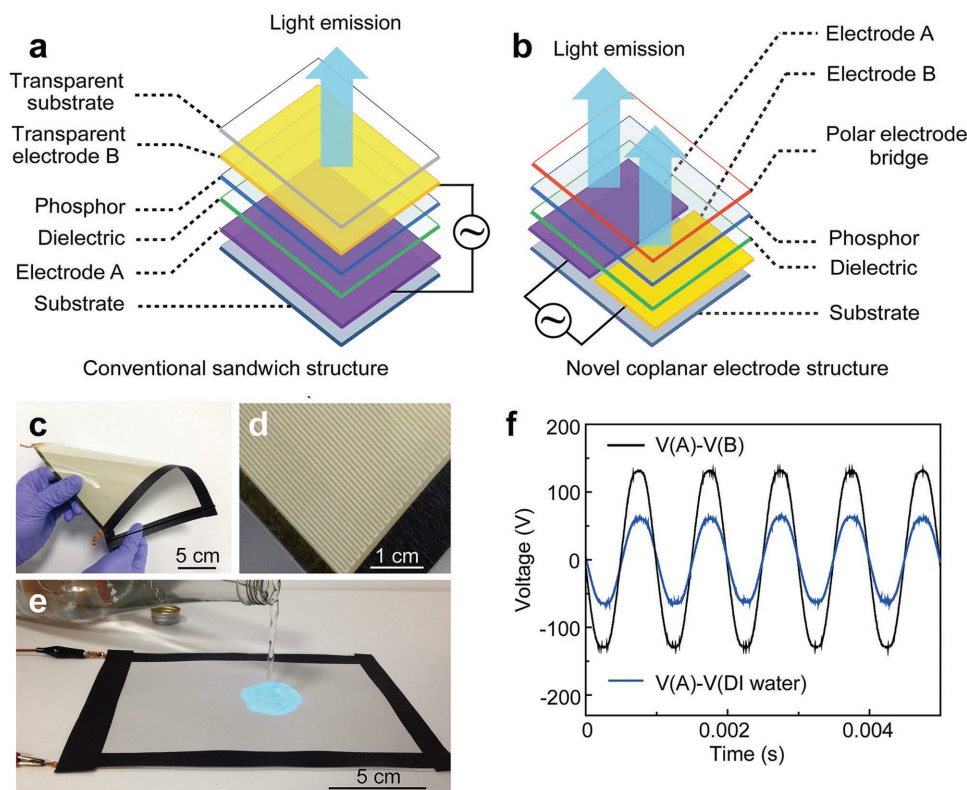 a
Light emission
Transparent
substrate
Transparent
electrode B
Phosphor
Dielectric
Electrode A
Substrate
~
Conventional sandwich structure
b
Light emission
Electrode A
Electrode B
Polar electrode
bridge
Phosphor
Dielectric
Substrate
~
Novel coplanar electrode structure
c
5 cm
d
1 cm
e
5 cm
f
200
100
0
-100
-200
Voltage (V)
V(A)-V(B)
V(A)-V(DI water)
0
0.002
0.004
Time (s)